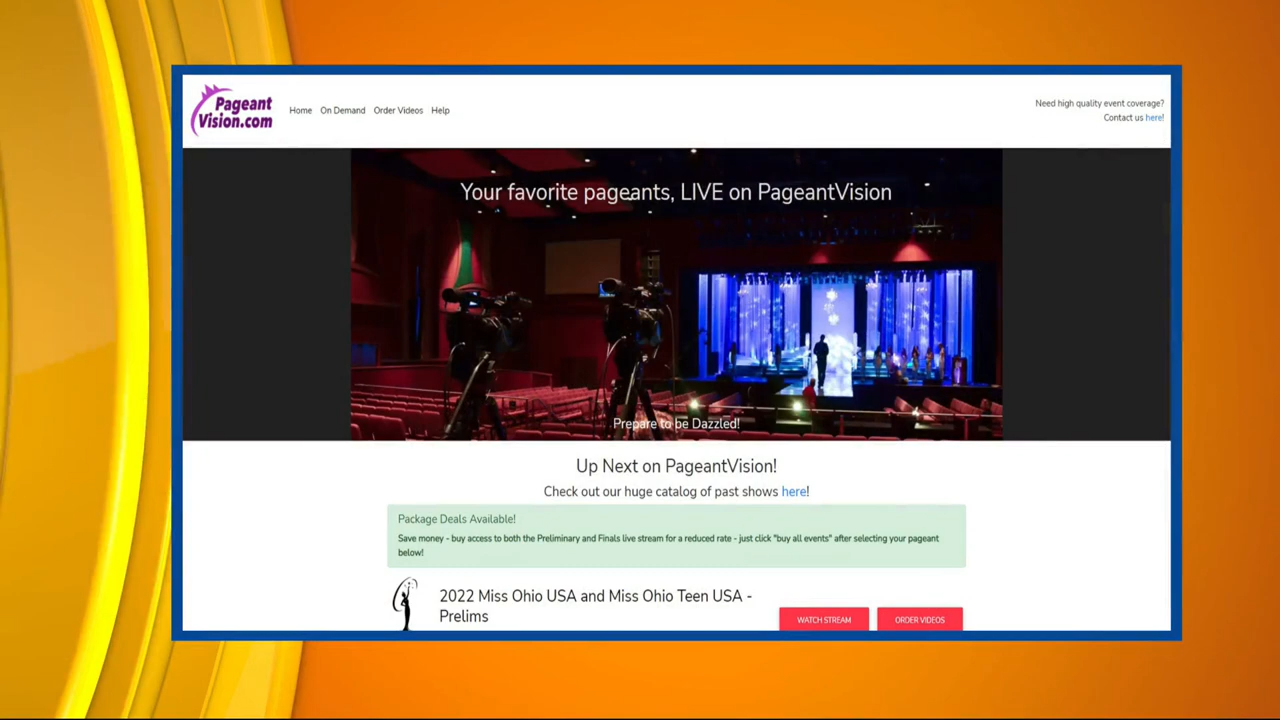 Pageant
Vision.com
Home On Demand Order Videos Help
Need high quality event coverage?
Contact us here!
Your favorite pageants, LIVE on PageantVision
Prepare to be Dazzled!
Up Next on PageantVision!
Check out our huge catalog of past shows here!
Package Deals Available!
Save money - buy access to both the Preliminary and Finals live stream for a reduced rate - just click "buy all events" after selecting your pageant
below!
2022 Miss Ohio USA and Miss Ohio Teen USA -
Prelims
WATCH STREAM ORDER VIDEOS